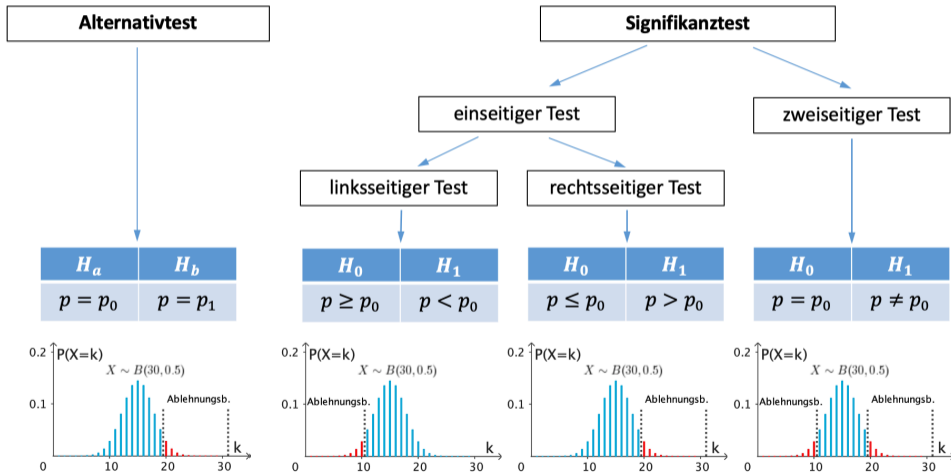 Alternativtest
Signifikanztest
einseitiger Test
zweiseitiger Test
linksseitiger Test
rechtsseitiger Test
H_a H_b
p = p_0 p = p_1
H_0 H_1
p ≥ p_0 p < p_0
H_0 H_1
p ≤ p_0 p > p_0
H_0 H_1
p = p_0 p ≠ p_0
0.2 P(X=k)
X ∼ B(30, 0.5)
0.1 Ablehnungsb.
k
0 10 20 30
0.2 P(X=k)
X ∼ B(30, 0.5)
0.1 Ablehnungsb.
k
0 10 20 30
0.2 P(X=k)
X ∼ B(30, 0.5)
0.1 Ablehnungsb.
k
0 10 20 30
0.2 P(X=k)
X ∼ B(30, 0.5)
0.1 Ablehnungsb. Ablehnungsb.
k
0 10 20 30